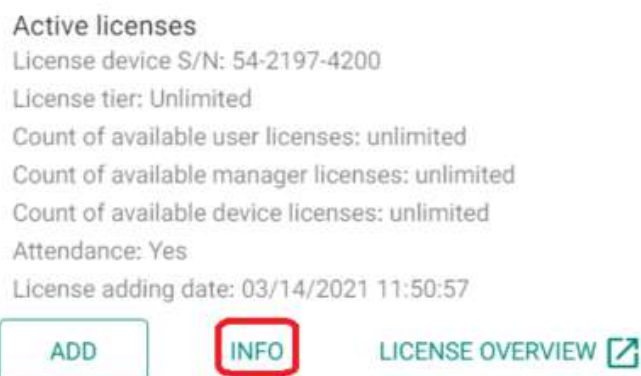 Active licenses
License device S/N: 54-2197-4200
License tier: Unlimited
Count of available user licenses: unlimited
Count of available manager licenses: unlimited
Count of available device licenses: unlimited
Attendance: Yes
License adding date: 03/14/2021 11:50:57
ADD INFO LICENSE OVERVIEW